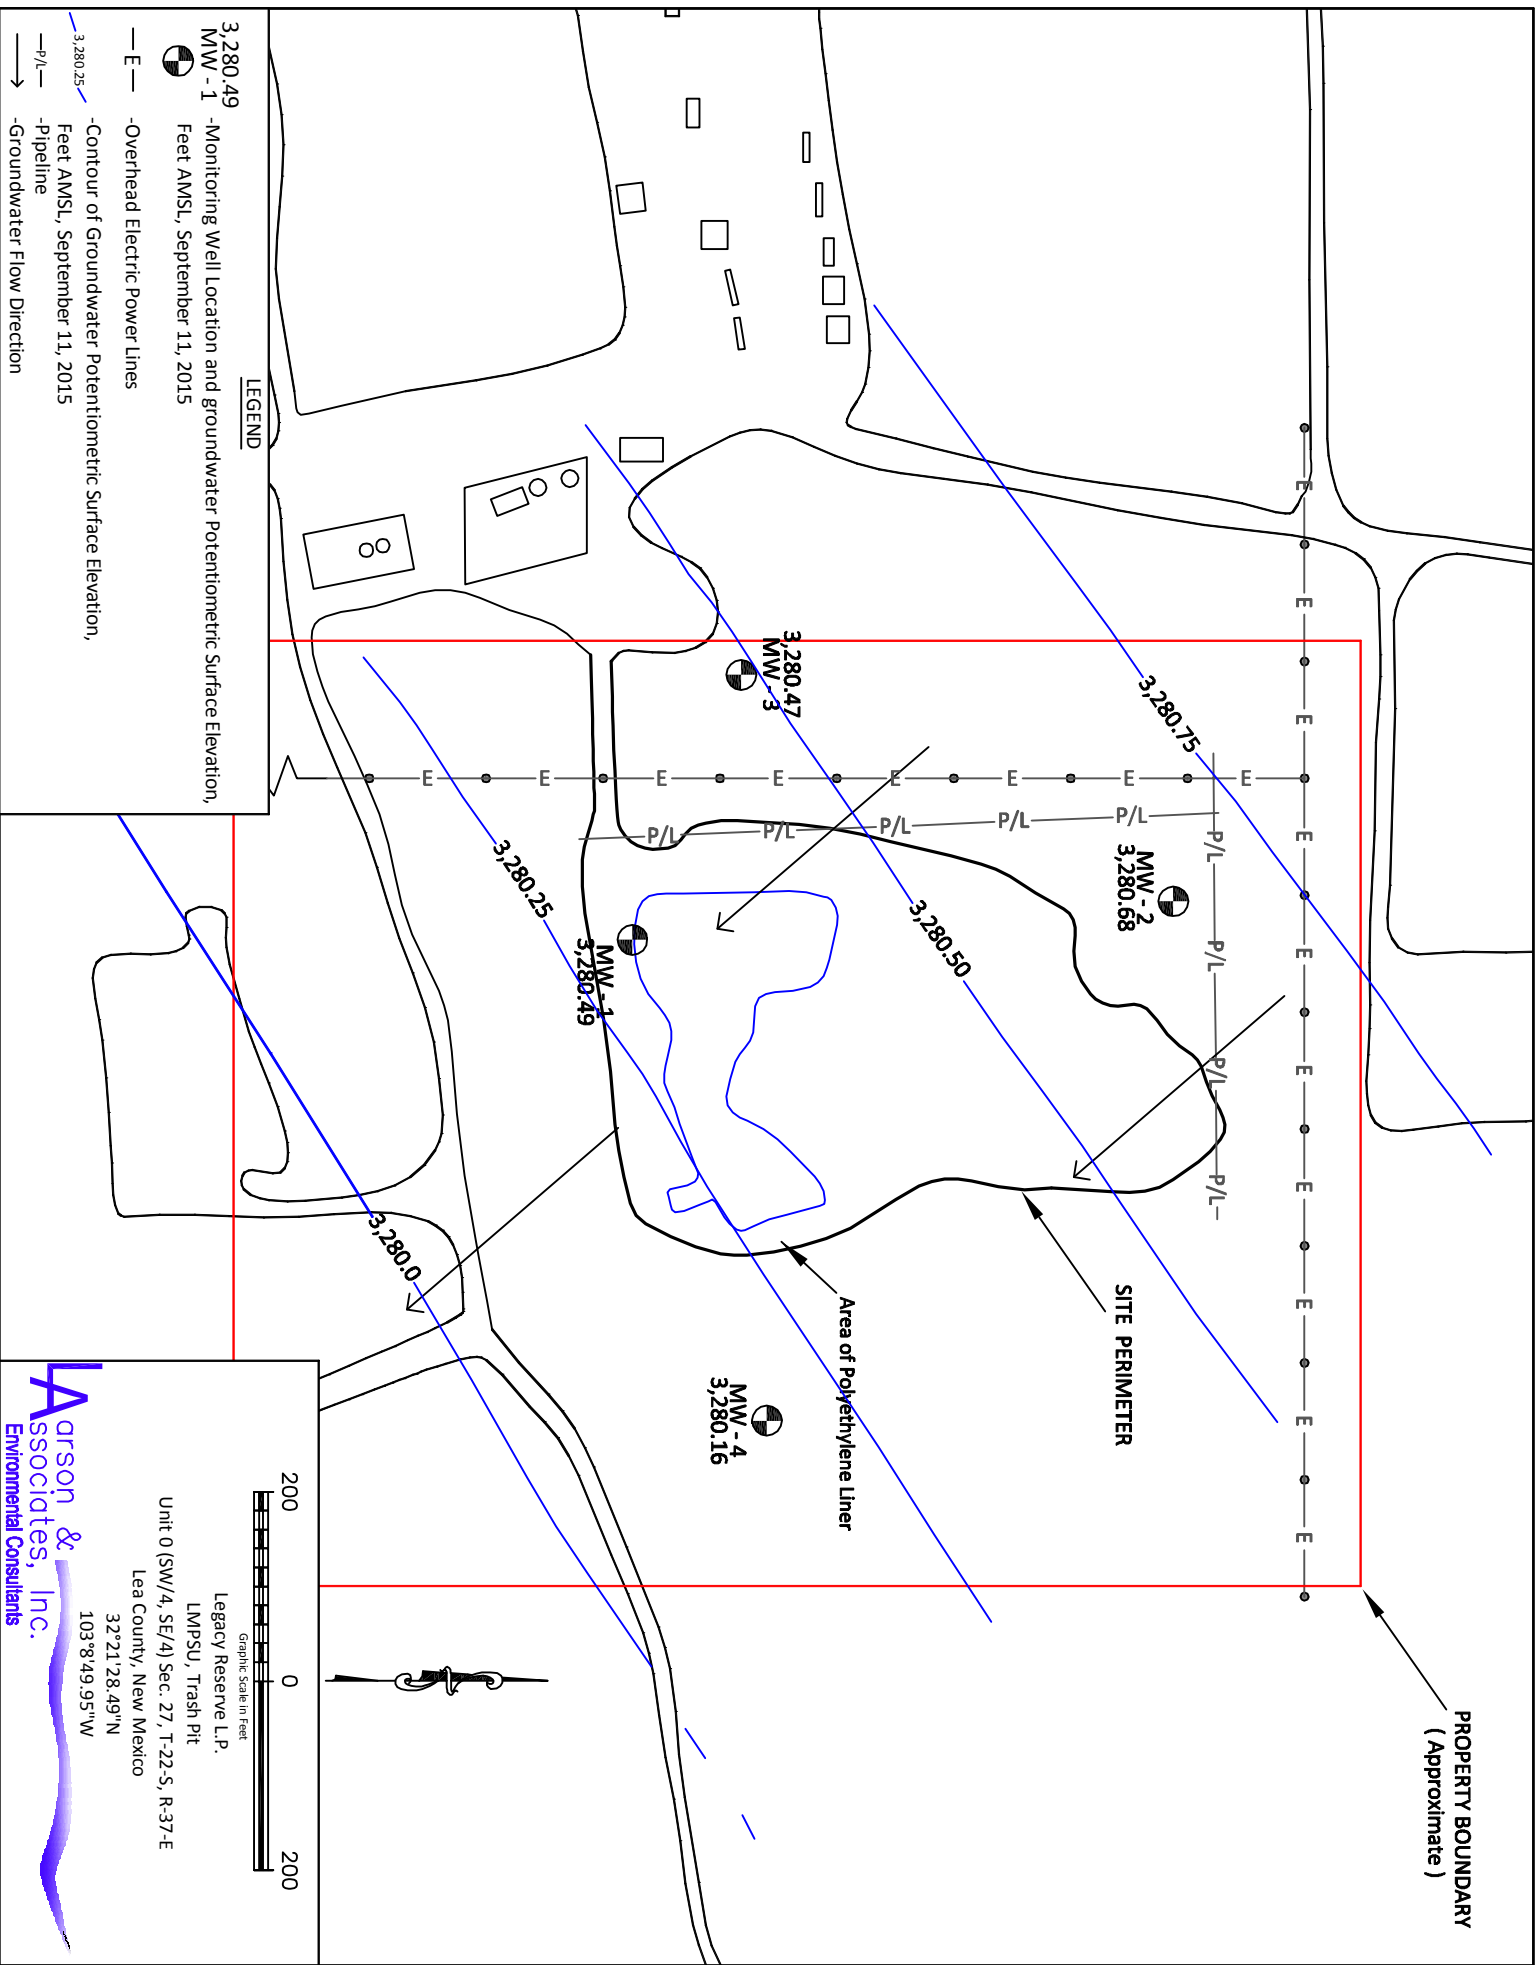 PROPERTY BOUNDARY
( Approximate )
E
E
E
E
E
E
E
E
E
E
3,280.75
P/L
P/L
P/L
P/L
MW - 2
3,280.68
SITE PERIMETER
E
E
E
E
E
E
E
E
P/L
P/L
P/L
P/L
P/L
3,280.50
3,280.47
MW - 3
Area of Polyethylene Liner
MW - 4
3,280.16
MW - 1
3,280.49
3,280.25
3,280.0
LEGEND
3,280.49
MW - 1
-Monitoring Well Location and groundwater Potentiometric Surface Elevation,
Feet AMSL, September 11, 2015
E
-Overhead Electric Power Lines
3,280.25
-Contour of Groundwater Potentiometric Surface Elevation,
Feet AMSL, September 11, 2015
P/L
-Pipeline
-Groundwater Flow Direction
200 0 200
Graphic Scale in Feet
Legacy Reserve L.P.
LMPSU, Trash Pit
Unit 0 (SW/4, SE/4) Sec. 27, T-22-S, R-37-E
Lea County, New Mexico
32°21'28.49"N
103°8'49.95"W
Larson &
Associates, Inc.
Environmental Consultants